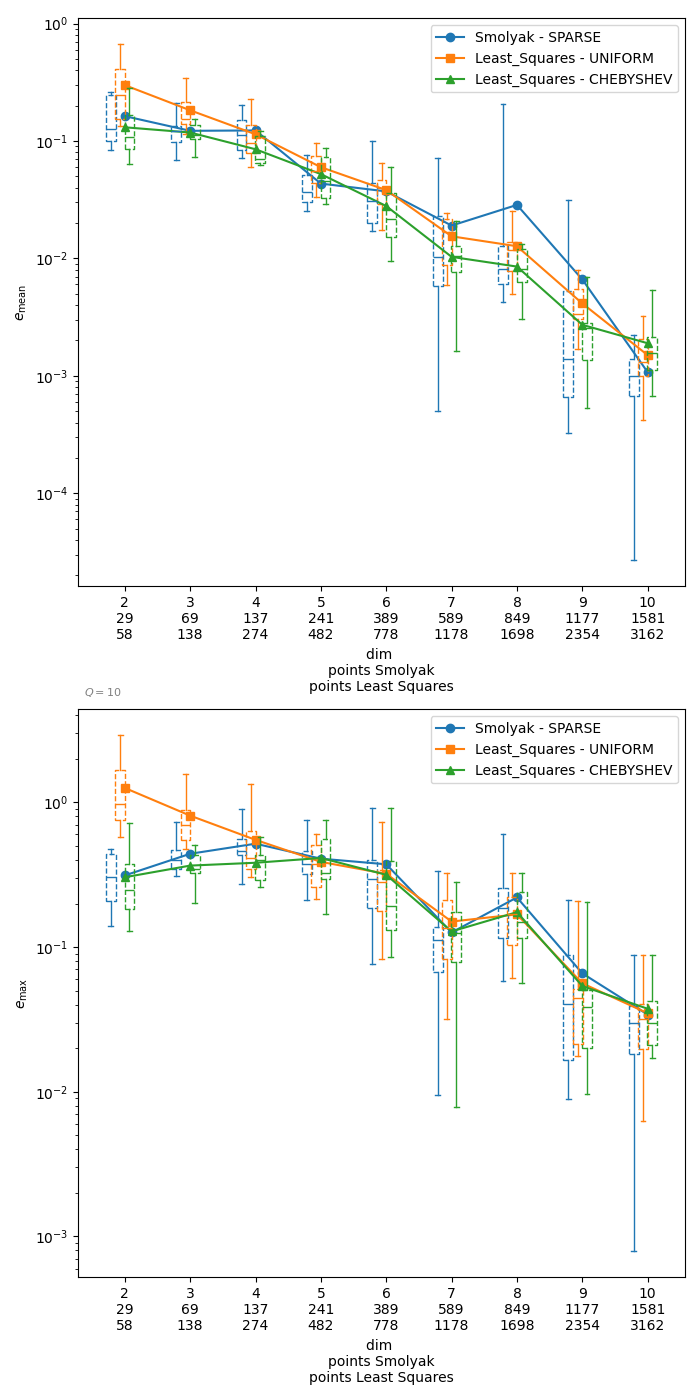 10⁰
10⁻¹
10⁻²
10⁻³
10⁻⁴
e_mean
Smolyak - SPARSE
Least_Squares - UNIFORM
Least_Squares - CHEBYSHEV
2 3 4 5 6 7 8 9 10
29 69 137 241 389 589 849 1177 1581
58 138 274 482 778 1178 1698 2354 3162
dim
points Smolyak
points Least Squares
Q = 10
10⁰
10⁻¹
10⁻²
10⁻³
e_max
Smolyak - SPARSE
Least_Squares - UNIFORM
Least_Squares - CHEBYSHEV
2 3 4 5 6 7 8 9 10
29 69 137 241 389 589 849 1177 1581
58 138 274 482 778 1178 1698 2354 3162
dim
points Smolyak
points Least Squares